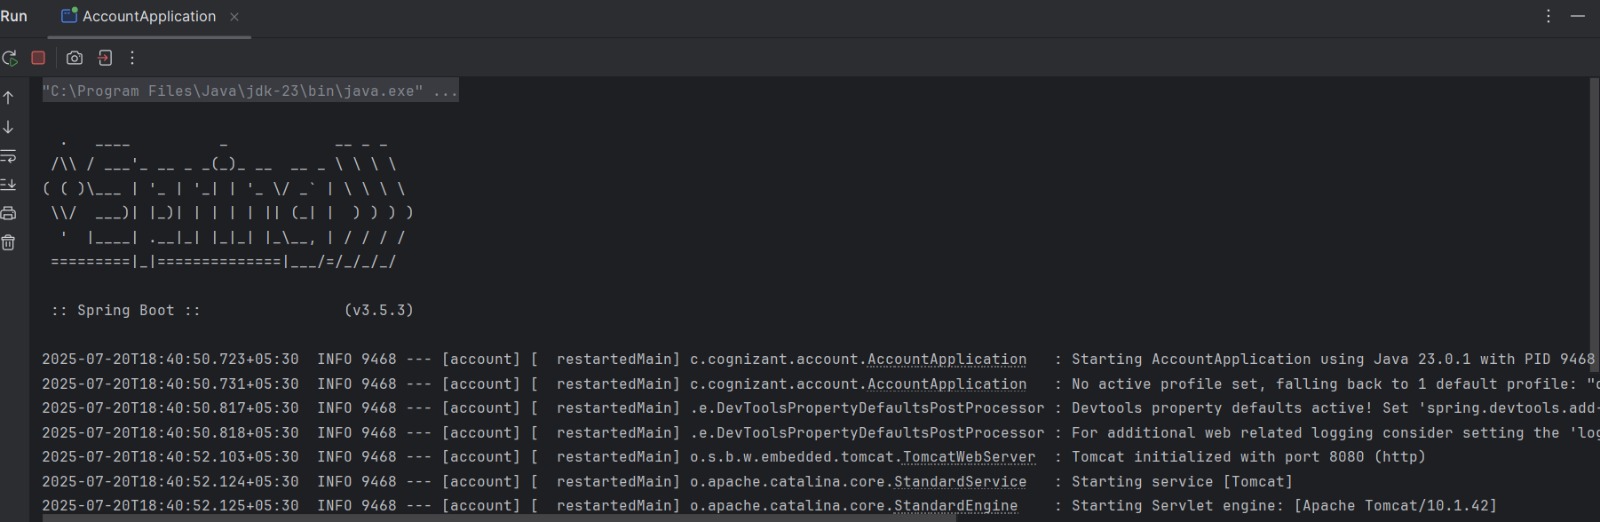 Run AccountApplication
"C:\Program Files\Java\jdk-23\bin\java.exe" ...
  .   ____          _            __ _ _
 /\\ / ___'_ __ _ _(_)_ __  __ _ \ \ \ \
( ( )\___ | '_ | '_| | '_ \/ _` | \ \ \ \
 \\/  ___)| |_)| | | | | || (_| |  ) ) ) )
  '  |____| .__|_| |_|_| |_\__, | / / / /
 =========|_|==============|___/=/_/_/_/
 :: Spring Boot ::                (v3.5.3)
2025-07-20T18:40:50.723+05:30  INFO 9468 --- [account] [  restartedMain] c.cognizant.account.AccountApplication   : Starting AccountApplication using Java 23.0.1 with PID 9468
2025-07-20T18:40:50.731+05:30  INFO 9468 --- [account] [  restartedMain] c.cognizant.account.AccountApplication   : No active profile set, falling back to 1 default profile: "
2025-07-20T18:40:50.817+05:30  INFO 9468 --- [account] [  restartedMain] .e.DevToolsPropertyDefaultsPostProcessor : Devtools property defaults active! Set 'spring.devtools.add-
2025-07-20T18:40:50.818+05:30  INFO 9468 --- [account] [  restartedMain] .e.DevToolsPropertyDefaultsPostProcessor : For additional web related logging consider setting the 'log
2025-07-20T18:40:52.103+05:30  INFO 9468 --- [account] [  restartedMain] o.s.b.w.embedded.tomcat.TomcatWebServer  : Tomcat initialized with port 8080 (http)
2025-07-20T18:40:52.124+05:30  INFO 9468 --- [account] [  restartedMain] o.apache.catalina.core.StandardService   : Starting service [Tomcat]
2025-07-20T18:40:52.125+05:30  INFO 9468 --- [account] [  restartedMain] o.apache.catalina.core.StandardEngine    : Starting Servlet engine: [Apache Tomcat/10.1.42]